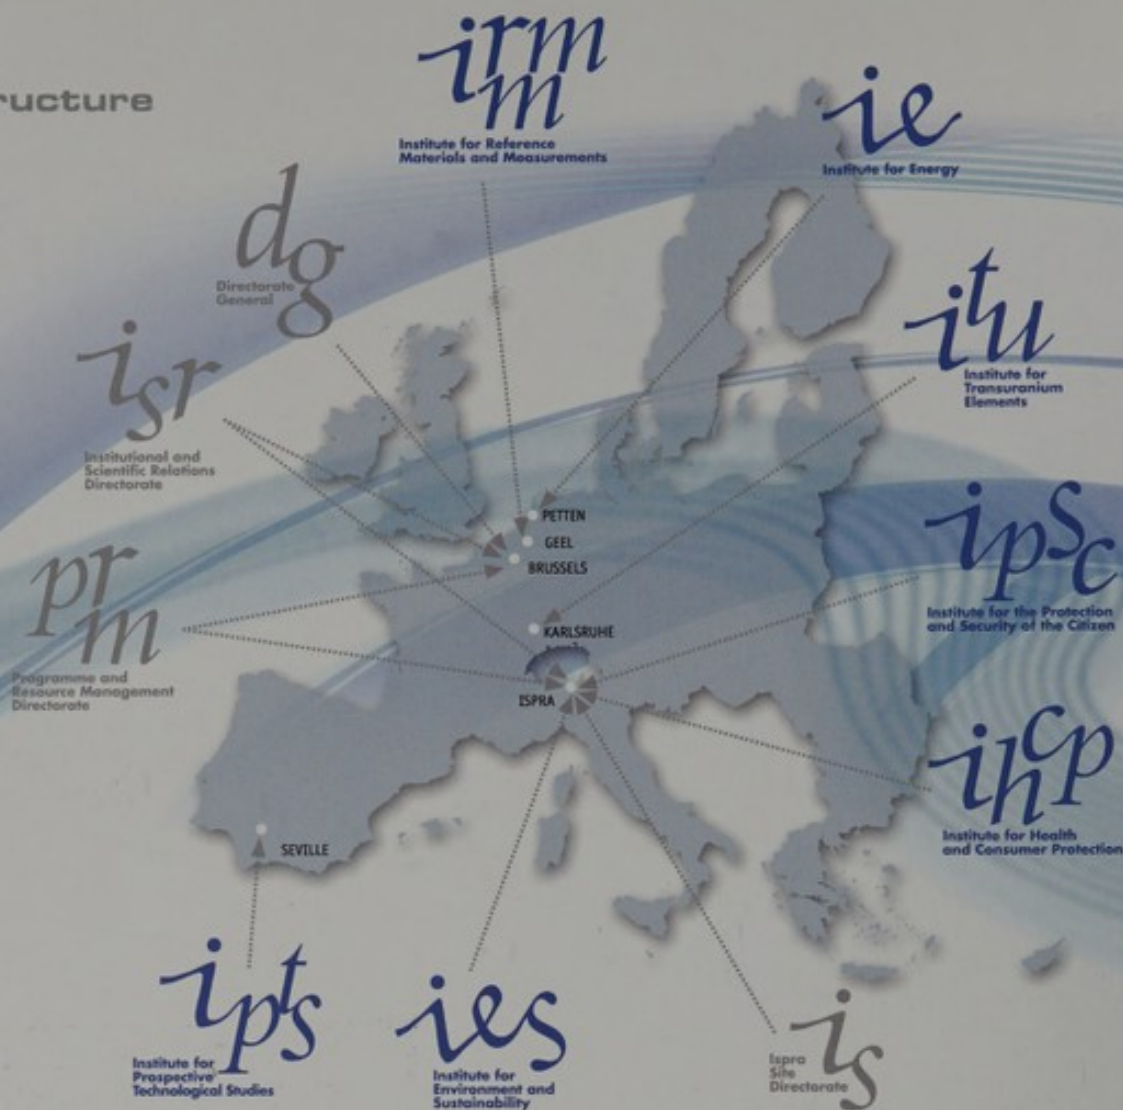 ructure
irm
m
Institute for Reference
Materials and Measurements
ie
Institute for Energy
dg
Directorate
General
itu
Institute for
Transuranium
Elements
isr
Institutional and
Scientific Relations
Directorate
ipsc
Institute for the Protection
and Security of the Citizen
PETTEN
GEEL
BRUSSELS
KARLSRUHE
ISPRA
SEVILLE
pr
m
Programme and
Resource Management
Directorate
ihcp
Institute for Health
and Consumer Protection
ipts
Institute for
Prospective
Technological Studies
ies
Institute for
Environment and
Sustainability
is
Ispra
Site
Directorate